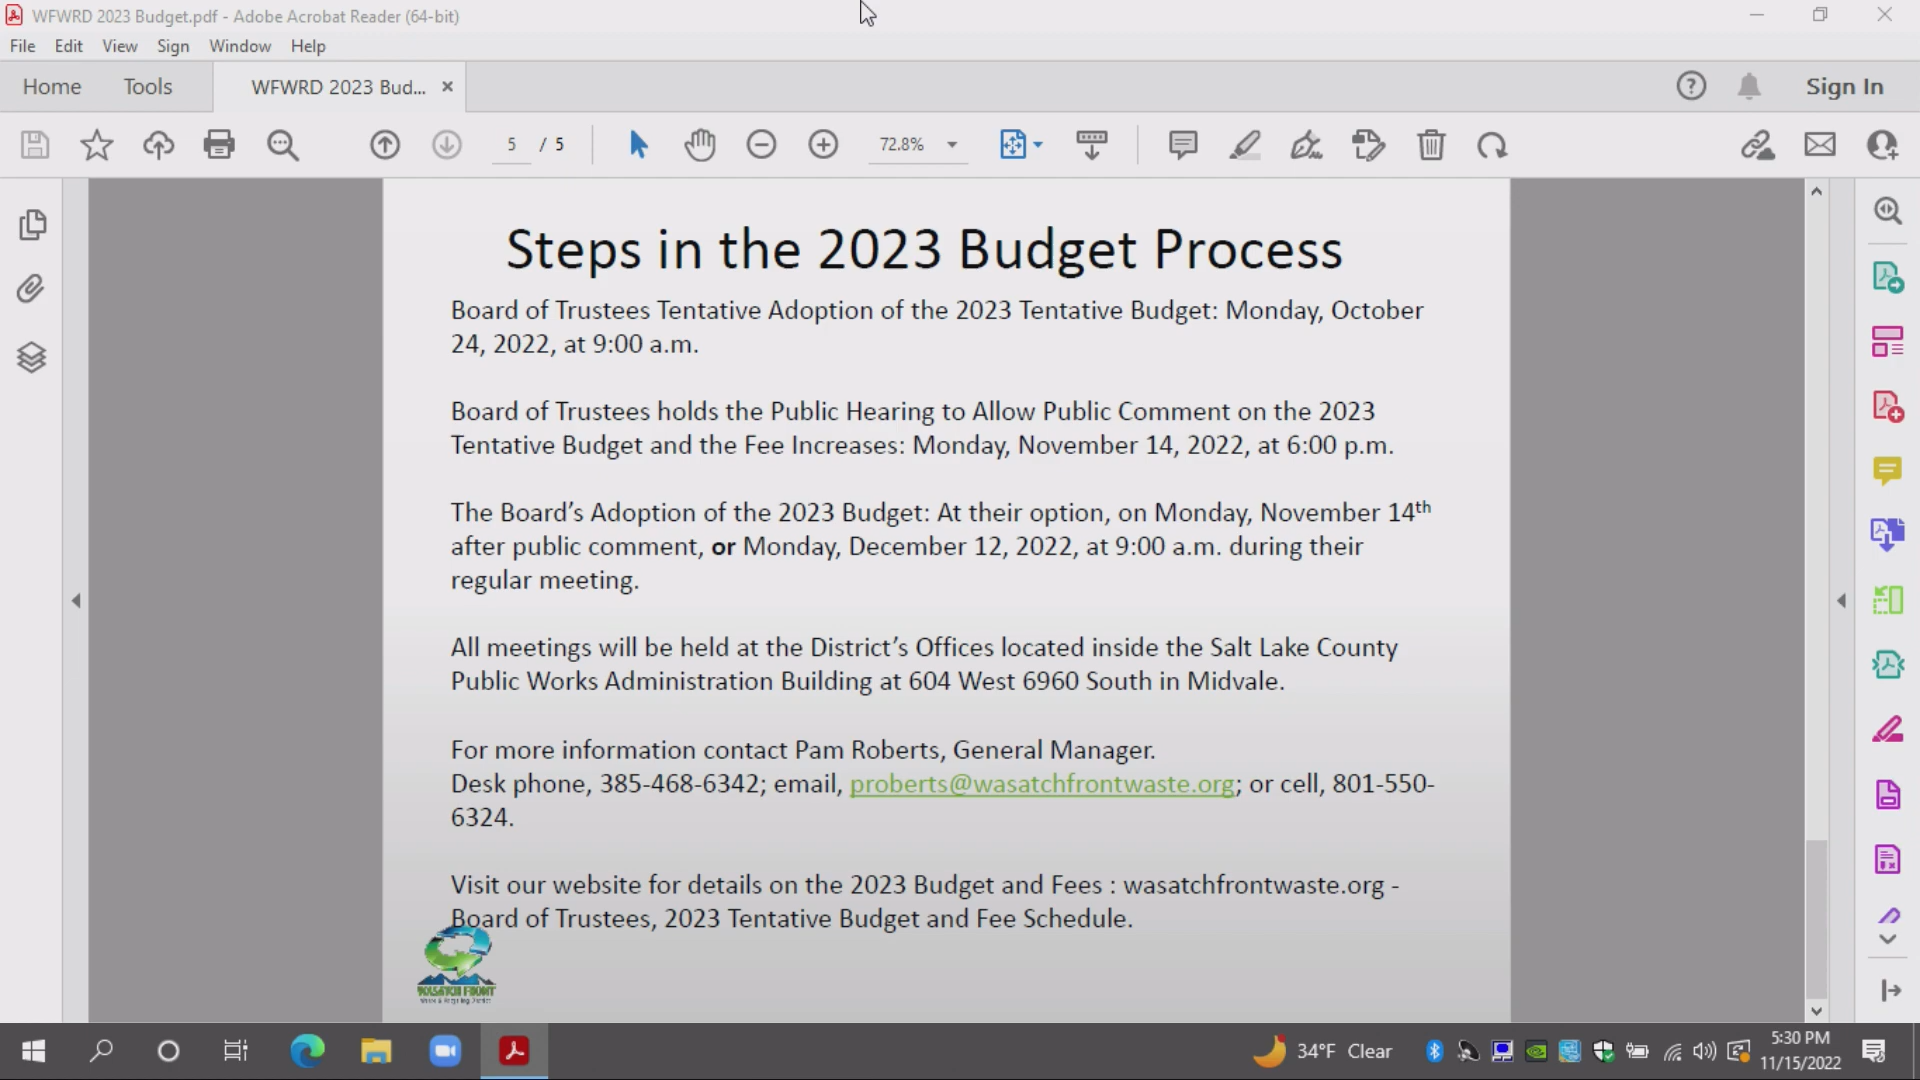 WFWRD 2023 Budget.pdf - Adobe Acrobat Reader (64-bit)
File Edit View Sign Window Help
Home Tools WFWRD 2023 Bud... × Sign In
5 / 5 72.8%
Steps in the 2023 Budget Process
Board of Trustees Tentative Adoption of the 2023 Tentative Budget: Monday, October
24, 2022, at 9:00 a.m.
Board of Trustees holds the Public Hearing to Allow Public Comment on the 2023
Tentative Budget and the Fee Increases: Monday, November 14, 2022, at 6:00 p.m.
The Board’s Adoption of the 2023 Budget: At their option, on Monday, November 14th
after public comment, or Monday, December 12, 2022, at 9:00 a.m. during their
regular meeting.
All meetings will be held at the District’s Offices located inside the Salt Lake County
Public Works Administration Building at 604 West 6960 South in Midvale.
For more information contact Pam Roberts, General Manager.
Desk phone, 385-468-6342; email, proberts@wasatchfrontwaste.org; or cell, 801-550-
6324.
Visit our website for details on the 2023 Budget and Fees : wasatchfrontwaste.org -
Board of Trustees, 2023 Tentative Budget and Fee Schedule.
WASATCH FRONT
Waste & Recycling District
34°F Clear
5:30 PM
11/15/2022